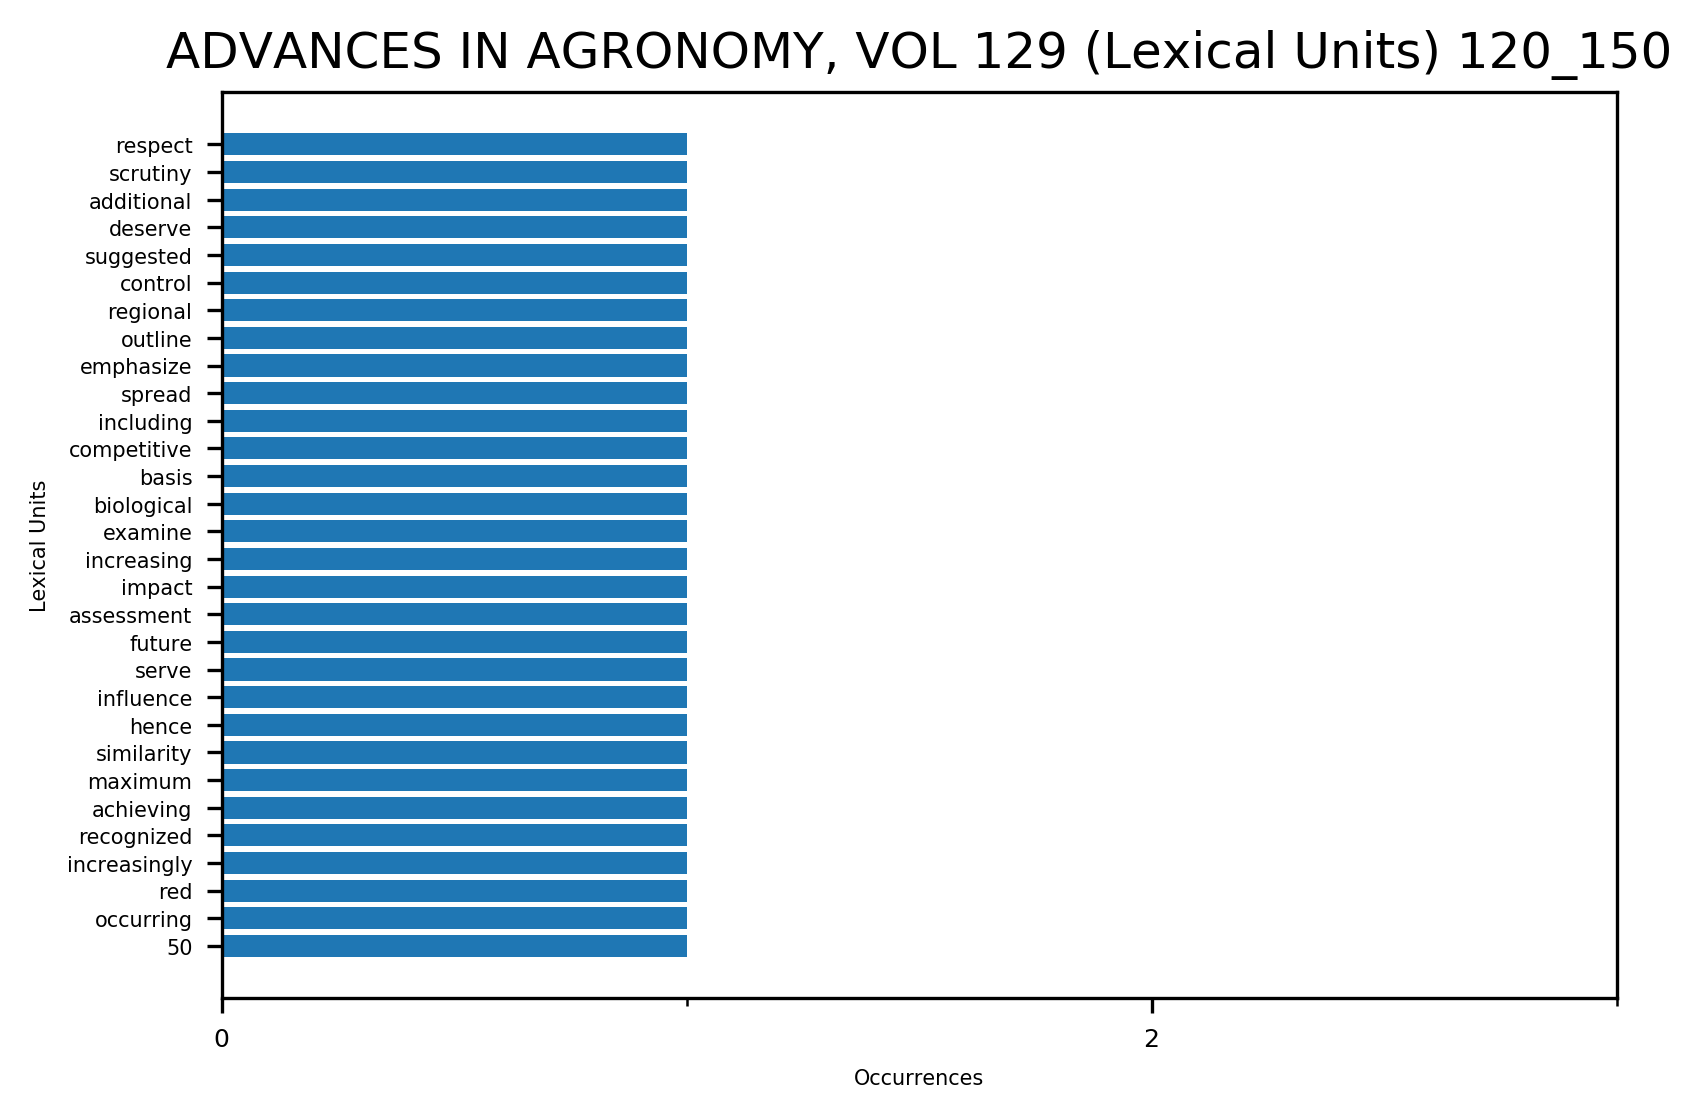 ADVANCES IN AGRONOMY, VOL 129 (Lexical Units) 120_150
respect
scrutiny
additional
deserve
suggested
control
regional
outline
emphasize
spread
including
competitive
basis
biological
examine
increasing
impact
assessment
future
serve
influence
hence
similarity
maximum
achieving
recognized
increasingly
red
occurring
50
Lexical Units
0 2
Occurrences